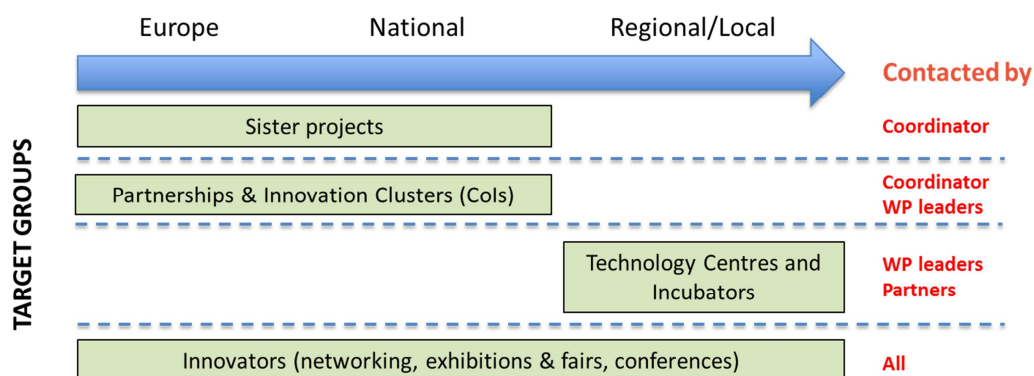 Europe National Regional/Local
Contacted by
TARGET GROUPS
Sister projects
Coordinator
Partnerships & Innovation Clusters (CoIs)
Coordinator
WP leaders
Technology Centres and
Incubators
WP leaders
Partners
Innovators (networking, exhibitions & fairs, conferences)
All